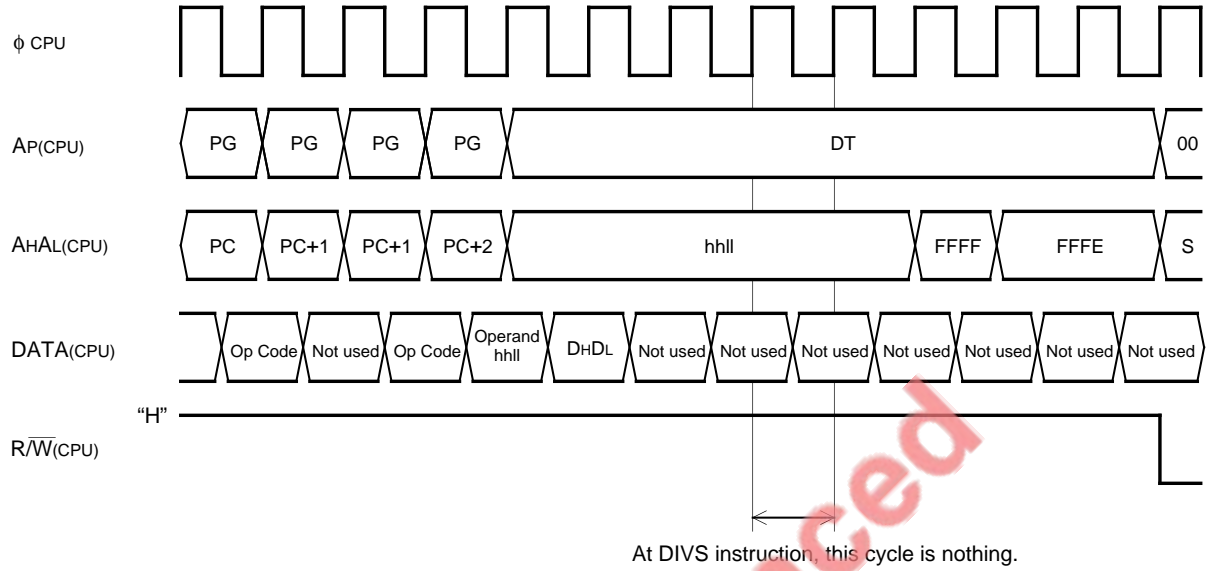 φ CPU
AP(CPU) PG PG PG PG DT 00
AHAL(CPU) PC PC+1 PC+1 PC+2 hhll FFFF FFFE S
DATA(CPU) Op Code Not used Op Code Operand hhll DHDL Not used Not used Not used Not used Not used Not used Not used
“H”
R/W̅(CPU)
At DIVS instruction, this cycle is nothing.